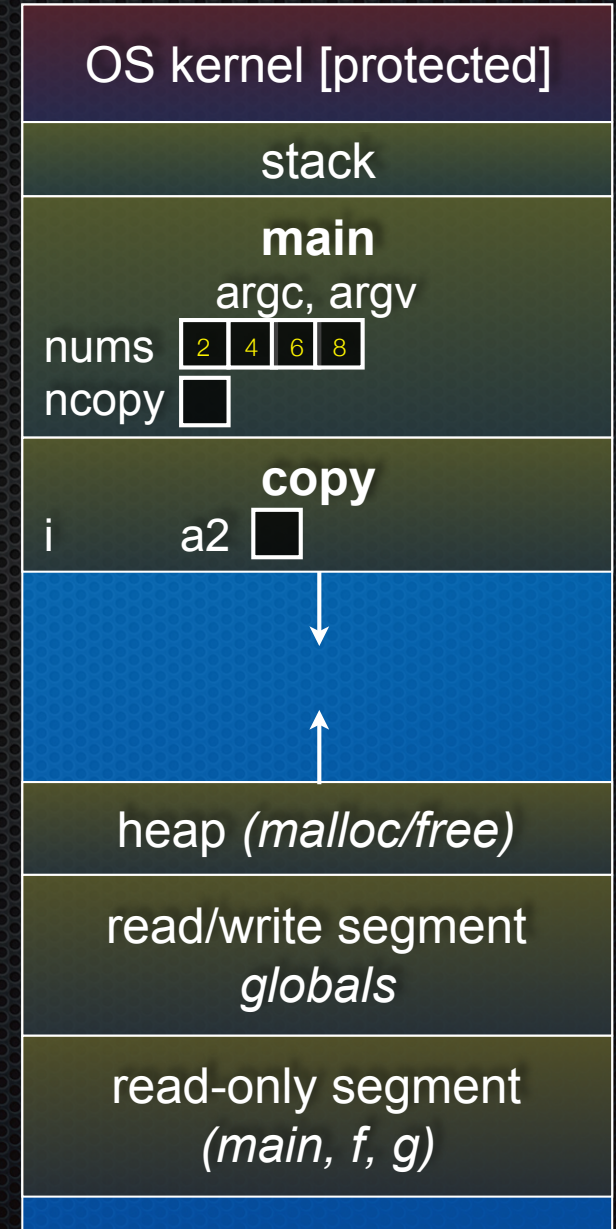 OS kernel [protected]
stack
main
argc, argv
nums 2 4 6 8
ncopy
copy
i a2
heap (malloc/free)
read/write segment
globals
read-only segment
(main, f, g)